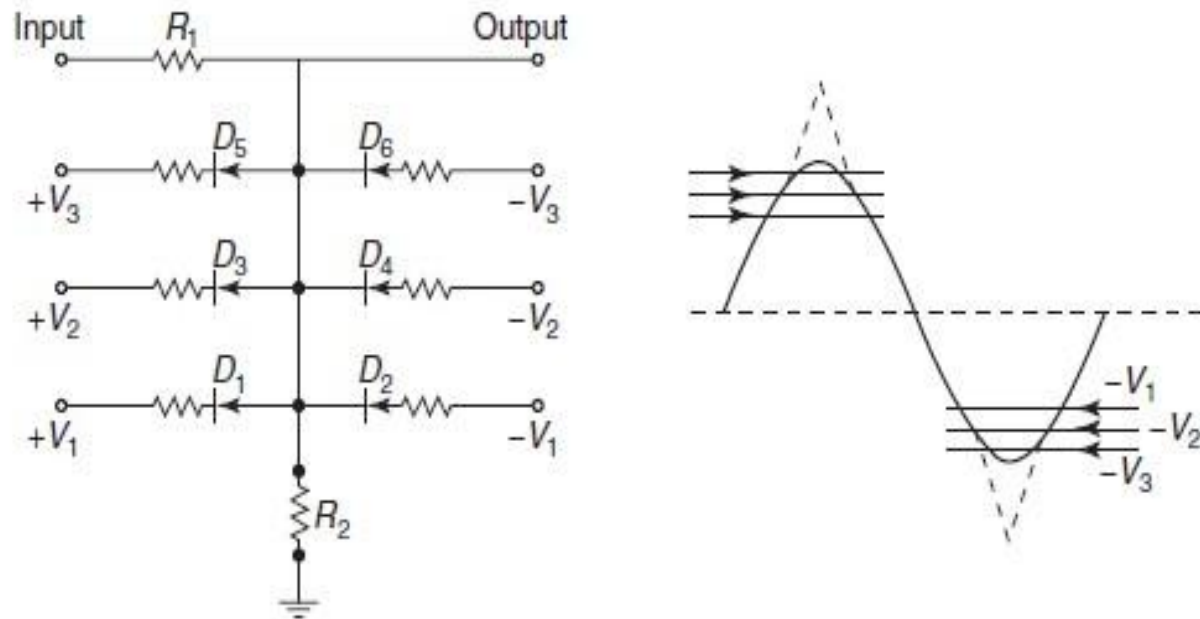 Input R₁ Output
D₅ D₆
+V₃ −V₃
D₃ D₄
+V₂ −V₂
D₁ D₂
+V₁ −V₁
R₂
−V₁
−V₂
−V₃